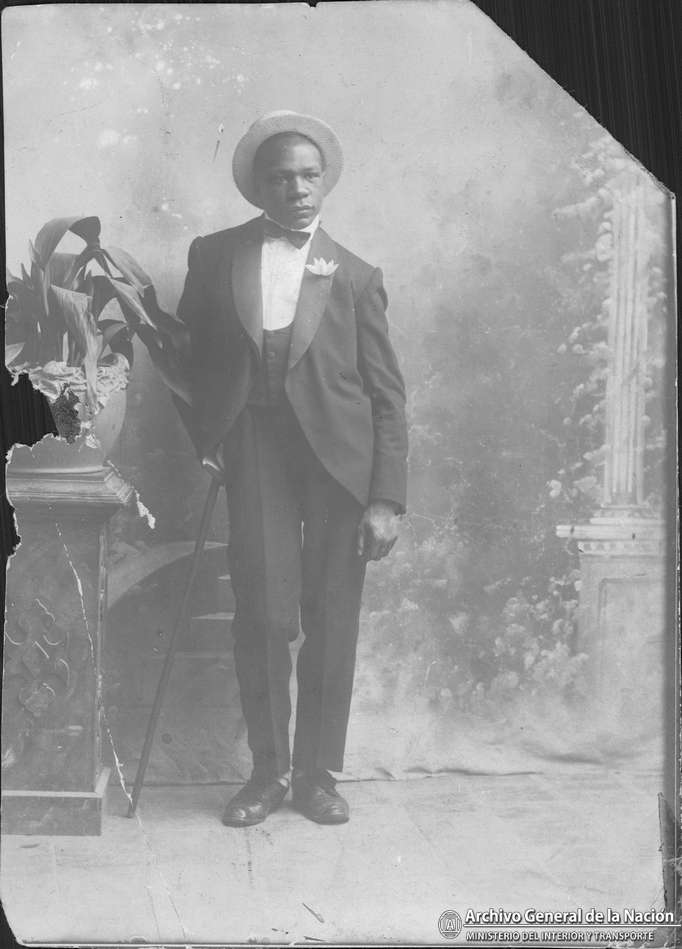 Archivo General de la Nación
MINISTERIO DEL INTERIOR Y TRANSPORTE